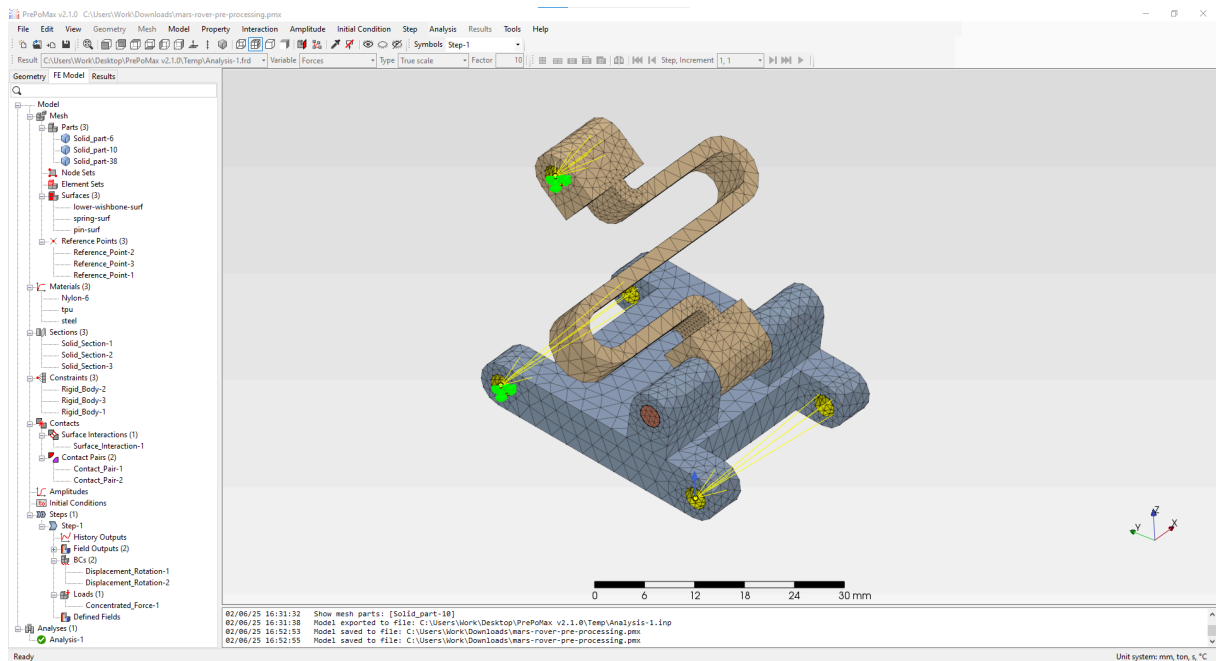 PrePoMax v2.1.0 C:\Users\Work\Downloads\mars-rover-pre-processing.pmx
File Edit View Geometry Mesh Model Property Interaction Amplitude Initial Condition Step Analysis Results Tools Help
Symbols Step-1
Result C:\Users\Work\Desktop\PrePoMax v2.1.0\Temp\Analysis-1.frd Variable Forces Type True scale Factor 10 Step, Increment 1, 1
Geometry FE Model Results
Model
Mesh
Parts (3)
Solid_part-6
Solid_part-10
Solid_part-38
Node Sets
Element Sets
Surfaces (3)
lower-wishbone-surf
spring-surf
pin-surf
Reference Points (3)
Reference_Point-2
Reference_Point-3
Reference_Point-1
Materials (3)
Nylon-6
tpu
steel
Sections (3)
Solid_Section-1
Solid_Section-2
Solid_Section-3
Constraints (3)
Rigid_Body-2
Rigid_Body-3
Rigid_Body-1
Contacts
Surface Interactions (1)
Surface_Interaction-1
Contact Pairs (2)
Contact_Pair-1
Contact_Pair-2
Amplitudes
Initial Conditions
Steps (1)
Step-1
History Outputs
Field Outputs (2)
BCs (2)
Displacement_Rotation-1
Displacement_Rotation-2
Loads (1)
Concentrated_Force-1
Defined Fields
Analyses (1)
Analysis-1
Z
Y X
0 6 12 18 24 30 mm
02/06/25 16:31:32 Show mesh parts: [Solid_part-10]
02/06/25 16:31:38 Model exported to file: C:\Users\Work\Desktop\PrePoMax v2.1.0\Temp\Analysis-1.inp
02/06/25 16:52:53 Model saved to file: C:\Users\Work\Downloads\mars-rover-pre-processing.pmx
02/06/25 16:52:55 Model saved to file: C:\Users\Work\Downloads\mars-rover-pre-processing.pmx
Ready Unit system: mm, ton, s, °C